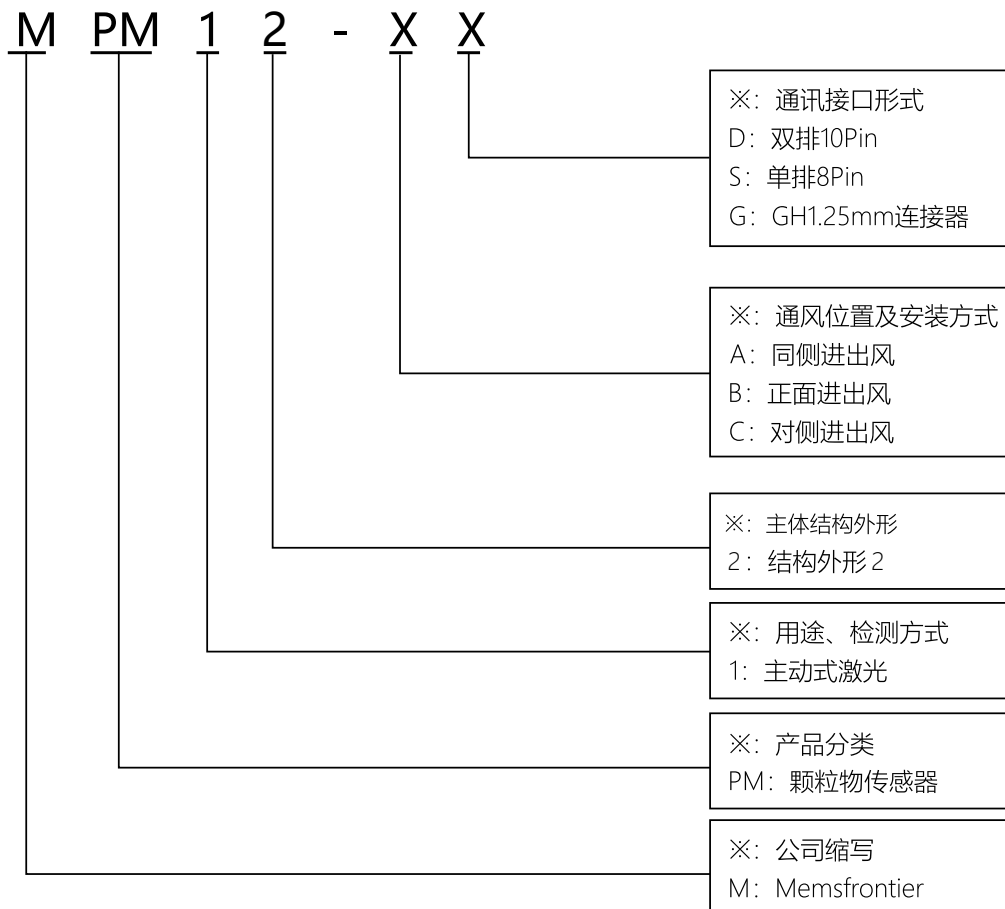 M PM 1 2 - X X
※：通讯接口形式
D：双排10Pin
S：单排8Pin
G：GH1.25mm连接器
※：通风位置及安装方式
A：同侧进出风
B：正面进出风
C：对侧进出风
※：主体结构外形
2：结构外形 2
※：用途、检测方式
1：主动式激光
※：产品分类
PM：颗粒物传感器
※：公司缩写
M：Memsfrontier